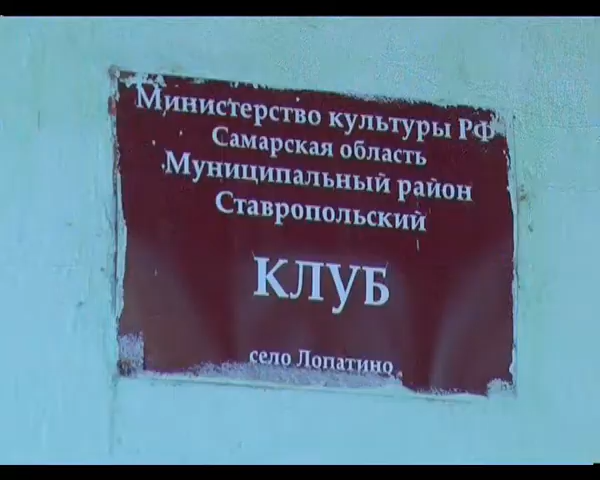 Министерство культуры РФ
Самарская область
Муниципальный район
Ставропольский
КЛУБ
село Лопатино